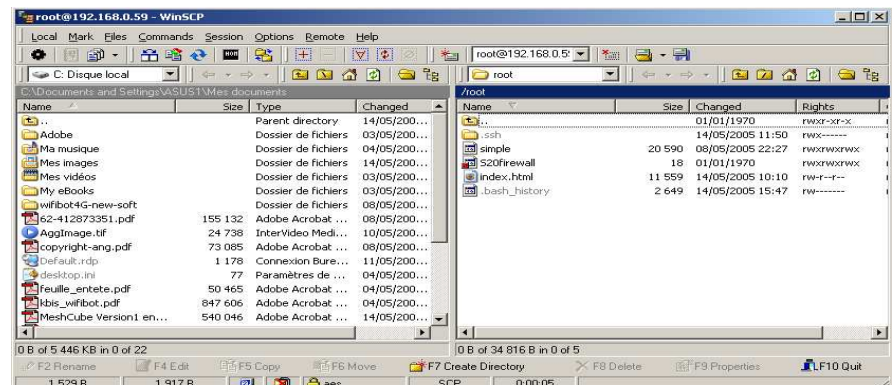 root@192.168.0.59 - WinSCP
Local Mark Files Commands Session Options Remote Help
root@192.168.0.5
C: Disque local
root
C:\Documents and Settings\ASUS1\Mes documents
/root
Name Size Type Changed
Name Size Changed Rights
.. Parent directory 14/05/200...
Adobe Dossier de fichiers 03/05/200...
Ma musique Dossier de fichiers 04/05/200...
Mes images Dossier de fichiers 14/05/200...
Mes vidéos Dossier de fichiers 03/05/200...
My eBooks Dossier de fichiers 03/05/200...
wifibot4G-new-soft Dossier de fichiers 08/05/200...
62-412873351.pdf 155 132 Adobe Acrobat ... 08/05/200...
AggImage.tif 24 738 InterVideo Medi... 10/05/200...
copyright-ang.pdf 73 085 Adobe Acrobat ... 08/05/200...
Default.rdp 1 178 Connexion Bure... 11/05/200...
desktop.ini 77 Paramètres de ... 04/05/200...
feuille_entete.pdf 50 465 Adobe Acrobat ... 04/05/200...
kbis_wifibot.pdf 847 606 Adobe Acrobat ... 04/05/200...
MeshCube Version1 en... 540 046 Adobe Acrobat ... 14/05/200...
.. 01/01/1970 rwxr-xr-x
.ssh 14/05/2005 11:50 rwx------
simple 20 590 08/05/2005 22:27 rwxrwxrwx
S20firewall 18 01/01/1970 rwxrwxrwx
index.html 11 559 14/05/2005 10:10 rw-r--r--
.bash_history 2 649 14/05/2005 15:47 rw-------
0 B of 5 446 KB in 0 of 22
0 B of 34 816 B in 0 of 5
F2 Rename F4 Edit F5 Copy F6 Move F7 Create Directory F8 Delete F9 Properties F10 Quit
1 529 B 1 917 B aes SCP 0:00:05